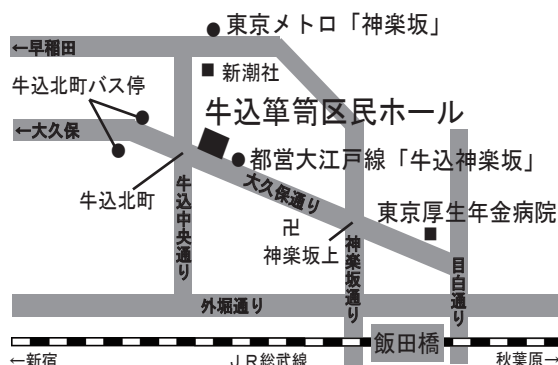 東京メトロ「神楽坂」
←早稲田
新潮社
牛込北町バス停
牛込箪笥区民ホール
←大久保
都営大江戸線「牛込神楽坂」
牛込北町
大久保通り
東京厚生年金病院
牛込中央通り
卍
神楽坂上
神楽坂通り
目白通り
外堀通り
飯田橋
←新宿
JR総武線
秋葉原→